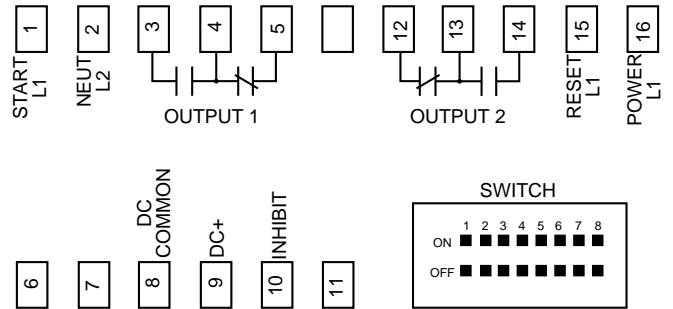 1 2 3 4 5 12 13 14 15 16
START L1
NEUT L2
OUTPUT 1
OUTPUT 2
RESET L1
POWER L1
DC COMMON
DC+
INHIBIT
6 7 8 9 10 11
SWITCH
1 2 3 4 5 6 7 8
ON
OFF